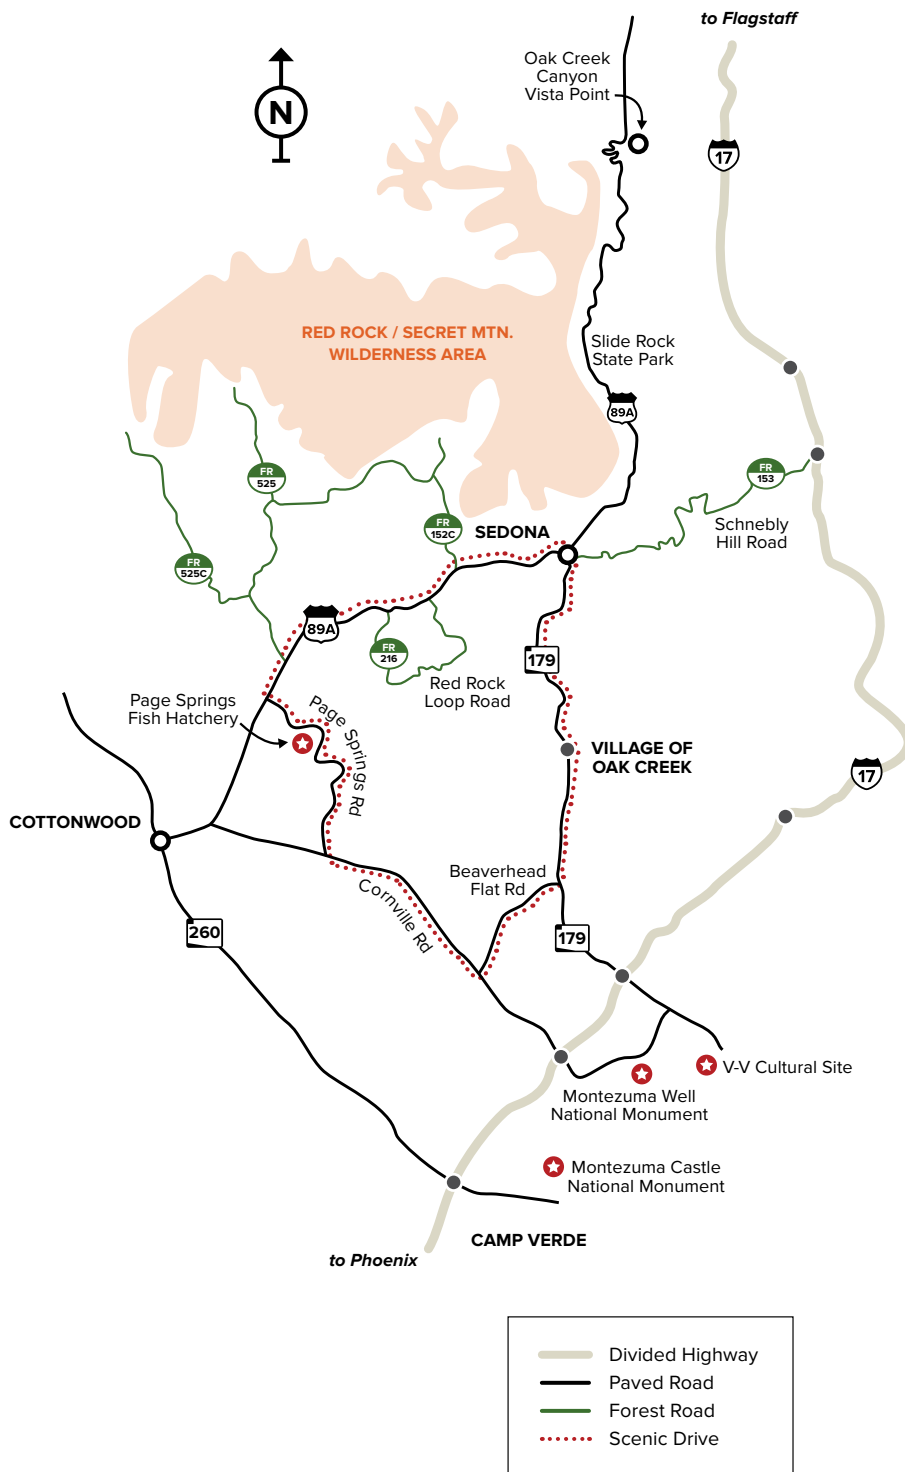 to Flagstaff
Oak Creek
Canyon
Vista Point
N
17
RED ROCK / SECRET MTN.
WILDERNESS AREA
Slide Rock
State Park
89A
FR
525
FR
153
FR
152C
SEDONA
Schnebly
Hill Road
FR
525C
89A
FR
216
179
Red Rock
Loop Road
Page Springs
Fish Hatchery
Page Springs Rd
VILLAGE OF
OAK CREEK
17
COTTONWOOD
Beaverhead
Flat Rd
Cornville Rd
260
179
V-V Cultural Site
Montezuma Well
National Monument
Montezuma Castle
National Monument
CAMP VERDE
to Phoenix
Divided Highway
Paved Road
Forest Road
Scenic Drive